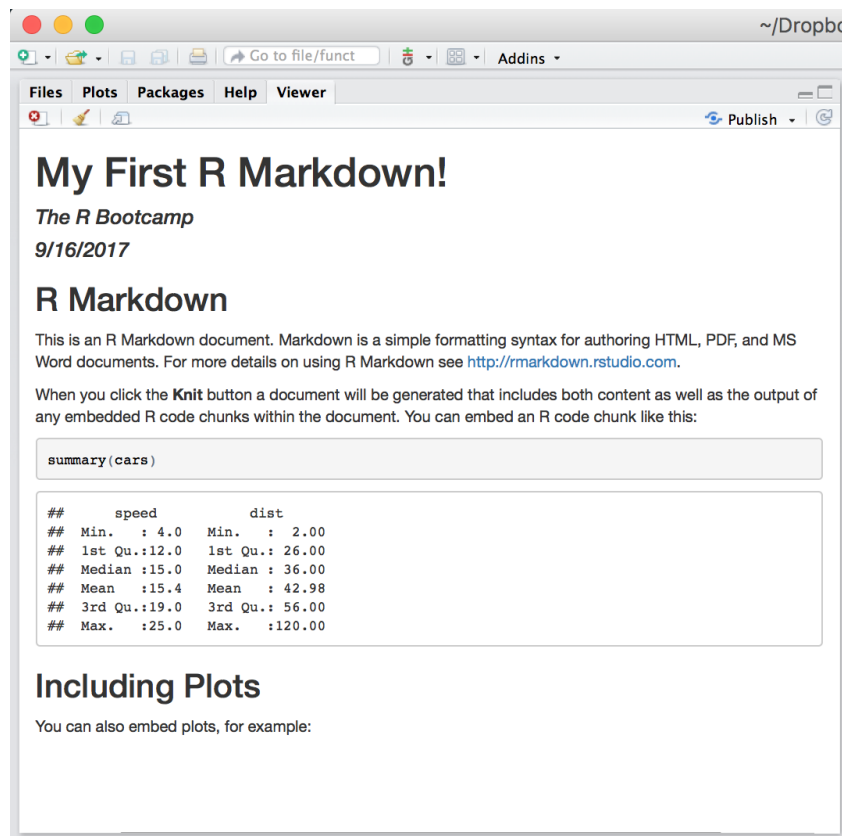 ~/Dropbo
Go to file/funct
Addins
Files Plots Packages Help Viewer
Publish
My First R Markdown!
The R Bootcamp
9/16/2017
R Markdown
This is an R Markdown document. Markdown is a simple formatting syntax for authoring HTML, PDF, and MS
Word documents. For more details on using R Markdown see http://rmarkdown.rstudio.com.
When you click the Knit button a document will be generated that includes both content as well as the output of
any embedded R code chunks within the document. You can embed an R code chunk like this:
summary(cars)
##      speed           dist
##  Min.   : 4.0   Min.   :  2.00
##  1st Qu.:12.0   1st Qu.: 26.00
##  Median :15.0   Median : 36.00
##  Mean   :15.4   Mean   : 42.98
##  3rd Qu.:19.0   3rd Qu.: 56.00
##  Max.   :25.0   Max.   :120.00
Including Plots
You can also embed plots, for example: